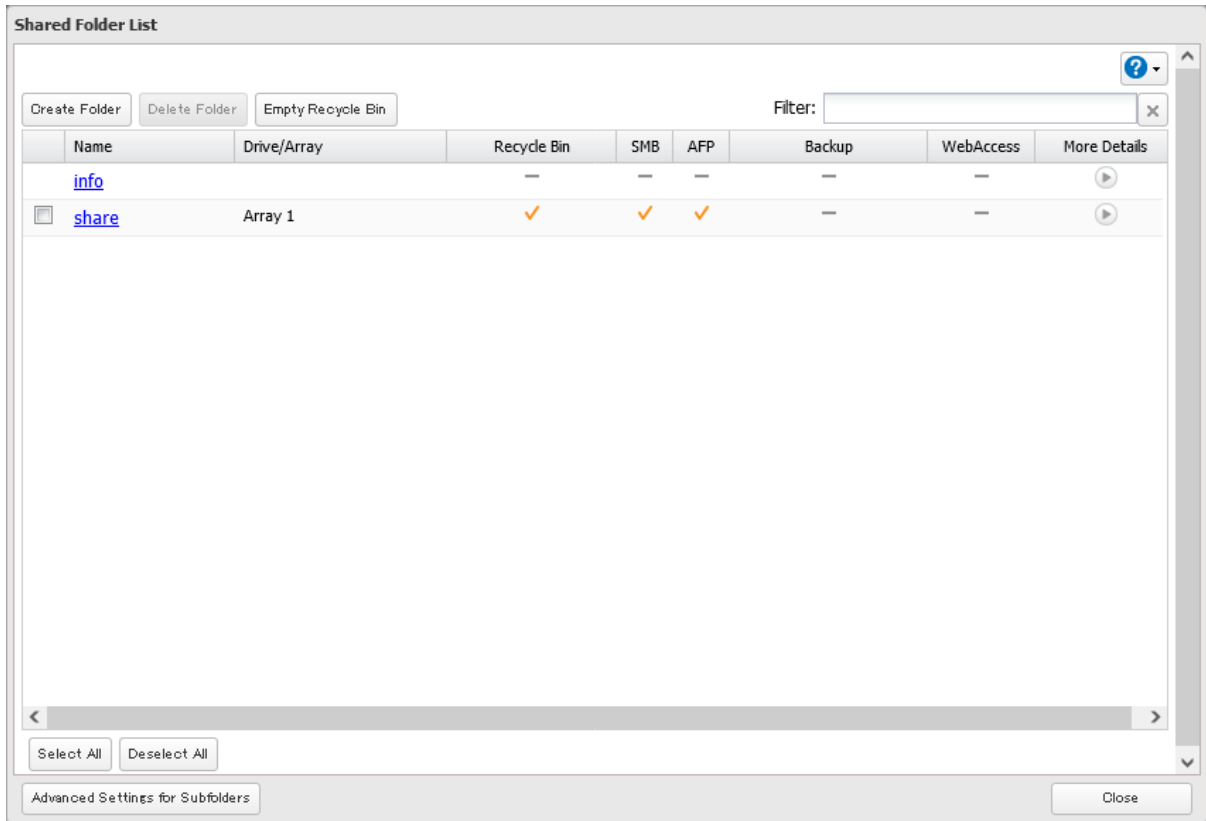 Shared Folder List
?
Create Folder Delete Folder Empty Recycle Bin Filter:
Name Drive/Array Recycle Bin SMB AFP Backup WebAccess More Details
info — — — — —
share Array 1 ✓ ✓ ✓ — —
Select All Deselect All
Advanced Settings for Subfolders Close